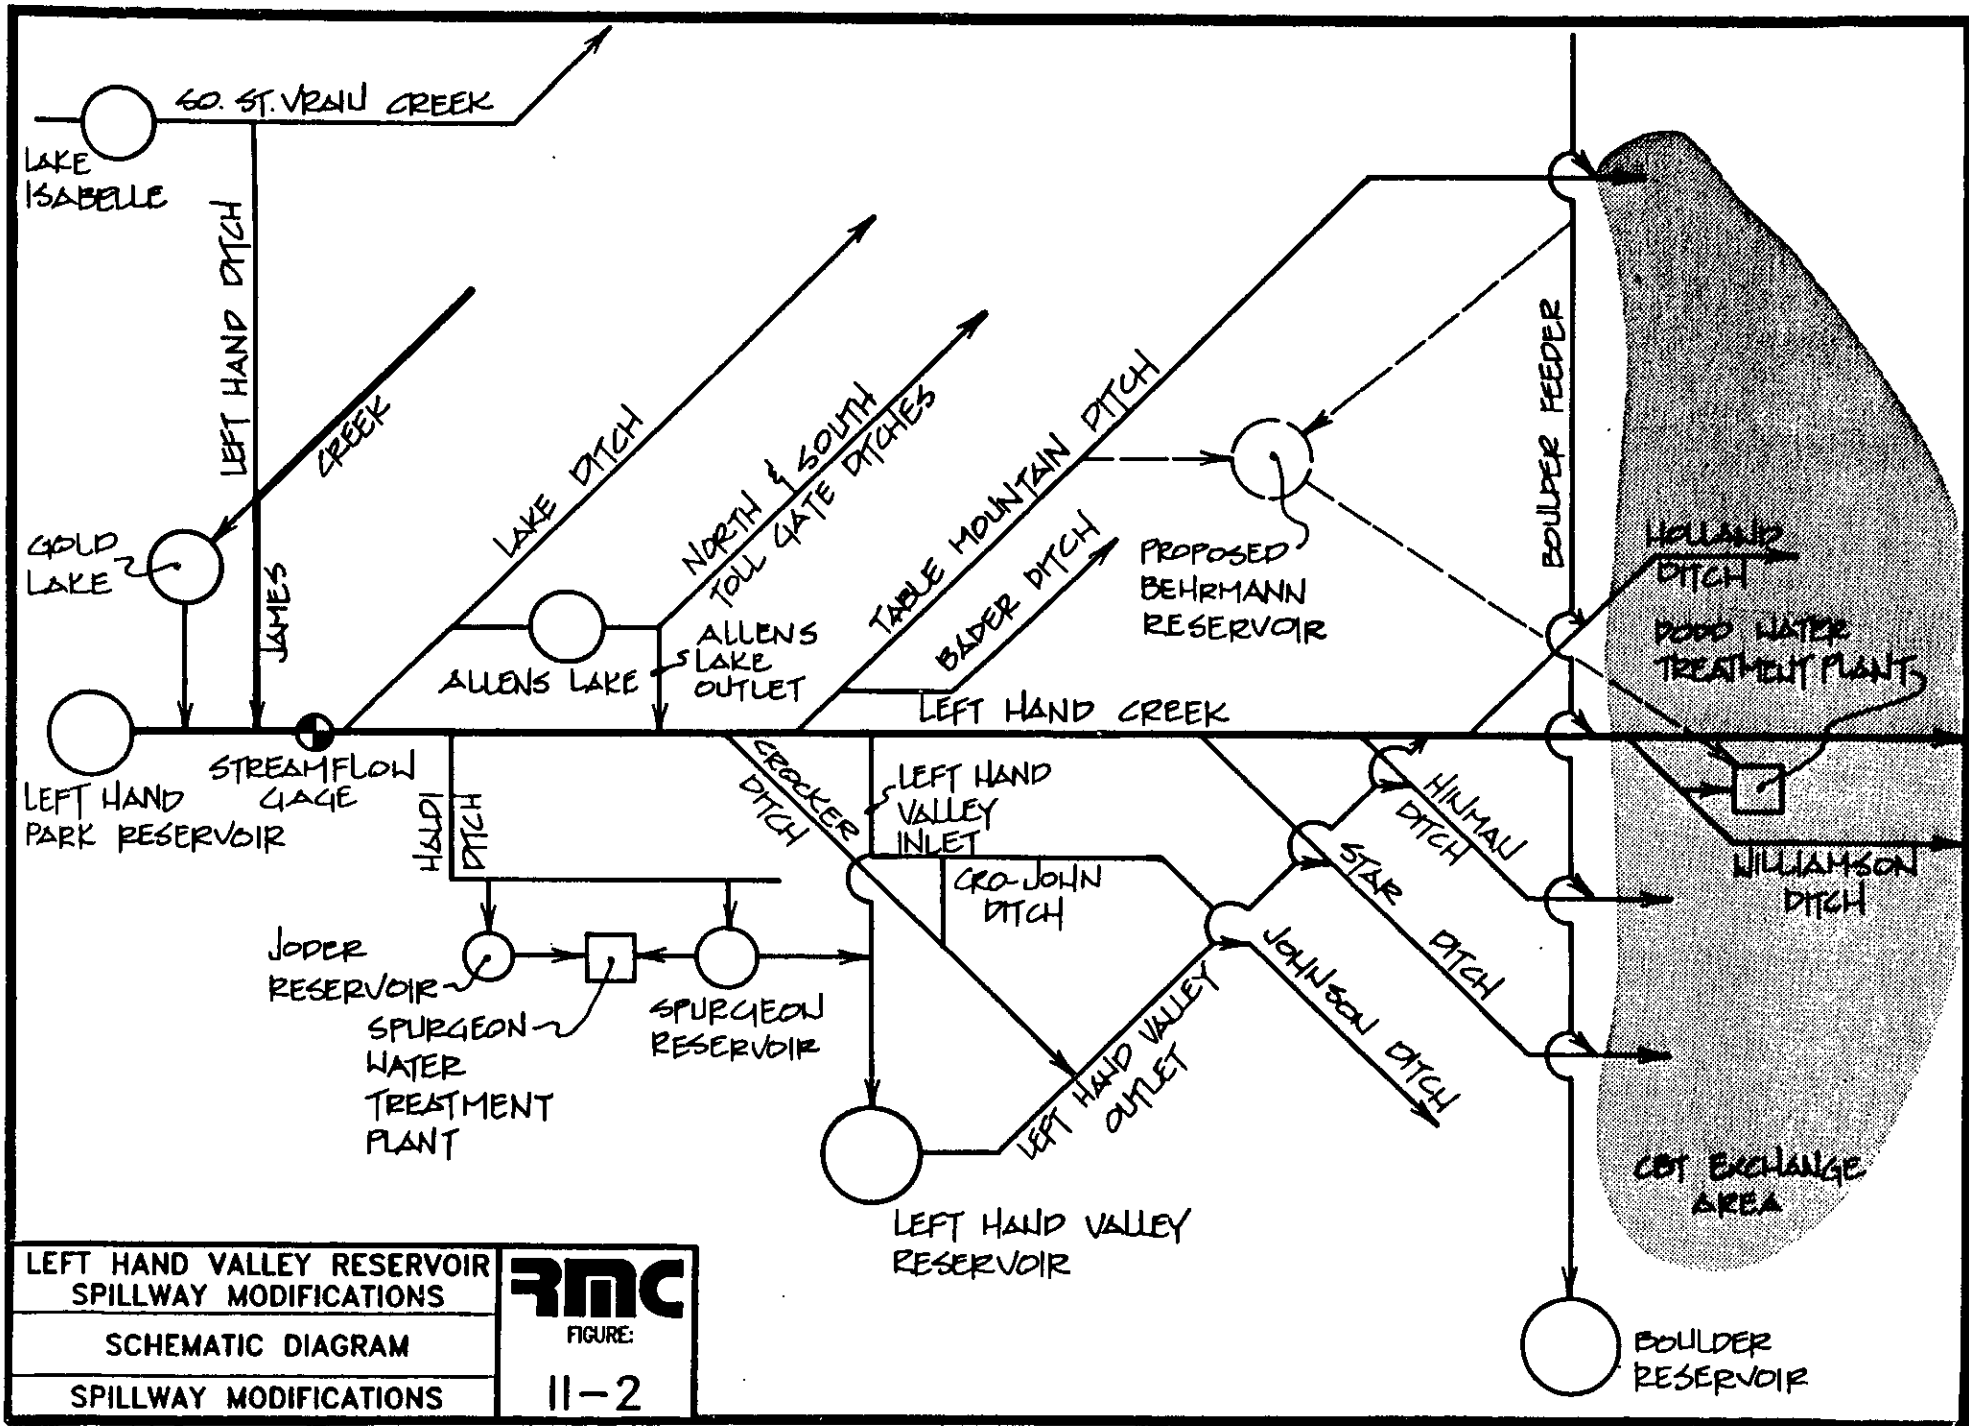 SO. ST. VRAIN CREEK
LAKE
ISABELLE
LEFT HAND DITCH
CREEK
JAMES
GOLD
LAKE
LEFT HAND
PARK RESERVOIR
STREAMFLOW
GAGE
LAKE DITCH
NORTH & SOUTH
TOLL GATE DITCHES
ALLENS LAKE
ALLENS
LAKE
OUTLET
TABLE MOUNTAIN DITCH
BADER DITCH
LEFT HAND CREEK
PROPOSED
BEHRMANN
RESERVOIR
BOULDER FEEDER
HOLLAND
DITCH
DODD WATER
TREATMENT PLANT
WILLIAMSON
DITCH
HALDI
DITCH
CROCKER
DITCH
LEFT HAND
VALLEY
INLET
CRO-JOHN
DITCH
HINMAN
DITCH
STAR
DITCH
JOHNSON DITCH
JODER
RESERVOIR
SPURGEON
WATER
TREATMENT
PLANT
SPURGEON
RESERVOIR
LEFT HAND VALLEY
OUTLET
LEFT HAND VALLEY
RESERVOIR
CBT EXCHANGE
AREA
BOULDER
RESERVOIR
LEFT HAND VALLEY RESERVOIR
SPILLWAY MODIFICATIONS
SCHEMATIC DIAGRAM
SPILLWAY MODIFICATIONS
RMC
FIGURE:
II-2